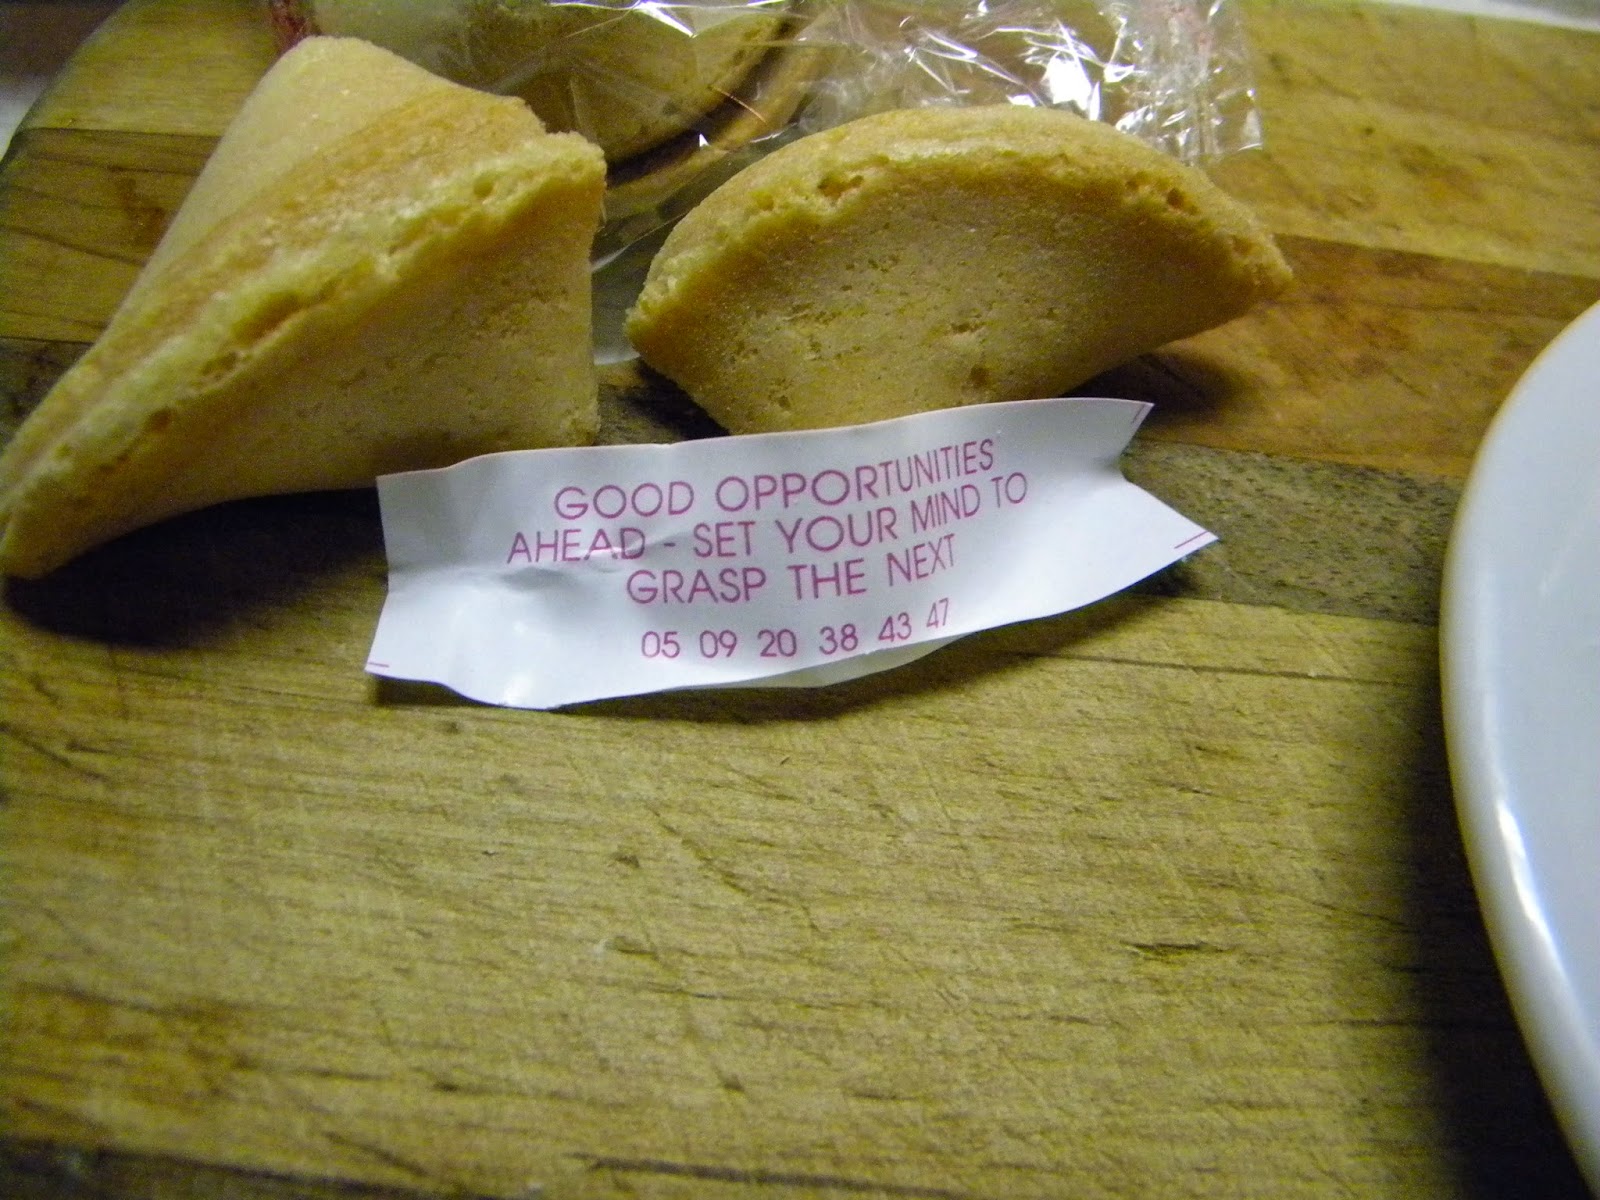 GOOD OPPORTUNITIES
AHEAD - SET YOUR MIND TO
GRASP THE NEXT
05 09 20 38 43 47